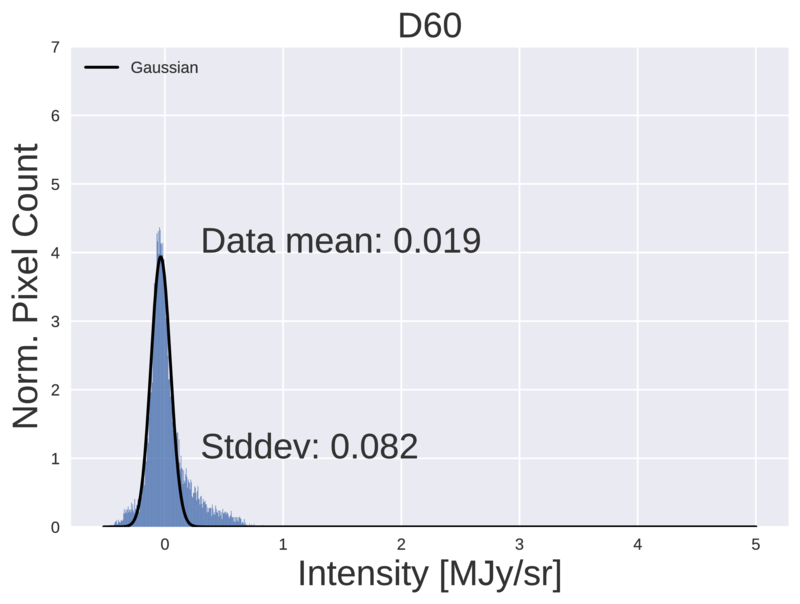 D60
7
6
5
4
3
2
1
0
Norm. Pixel Count
Gaussian
Data mean: 0.019
Stddev: 0.082
0 1 2 3 4 5
Intensity [MJy/sr]